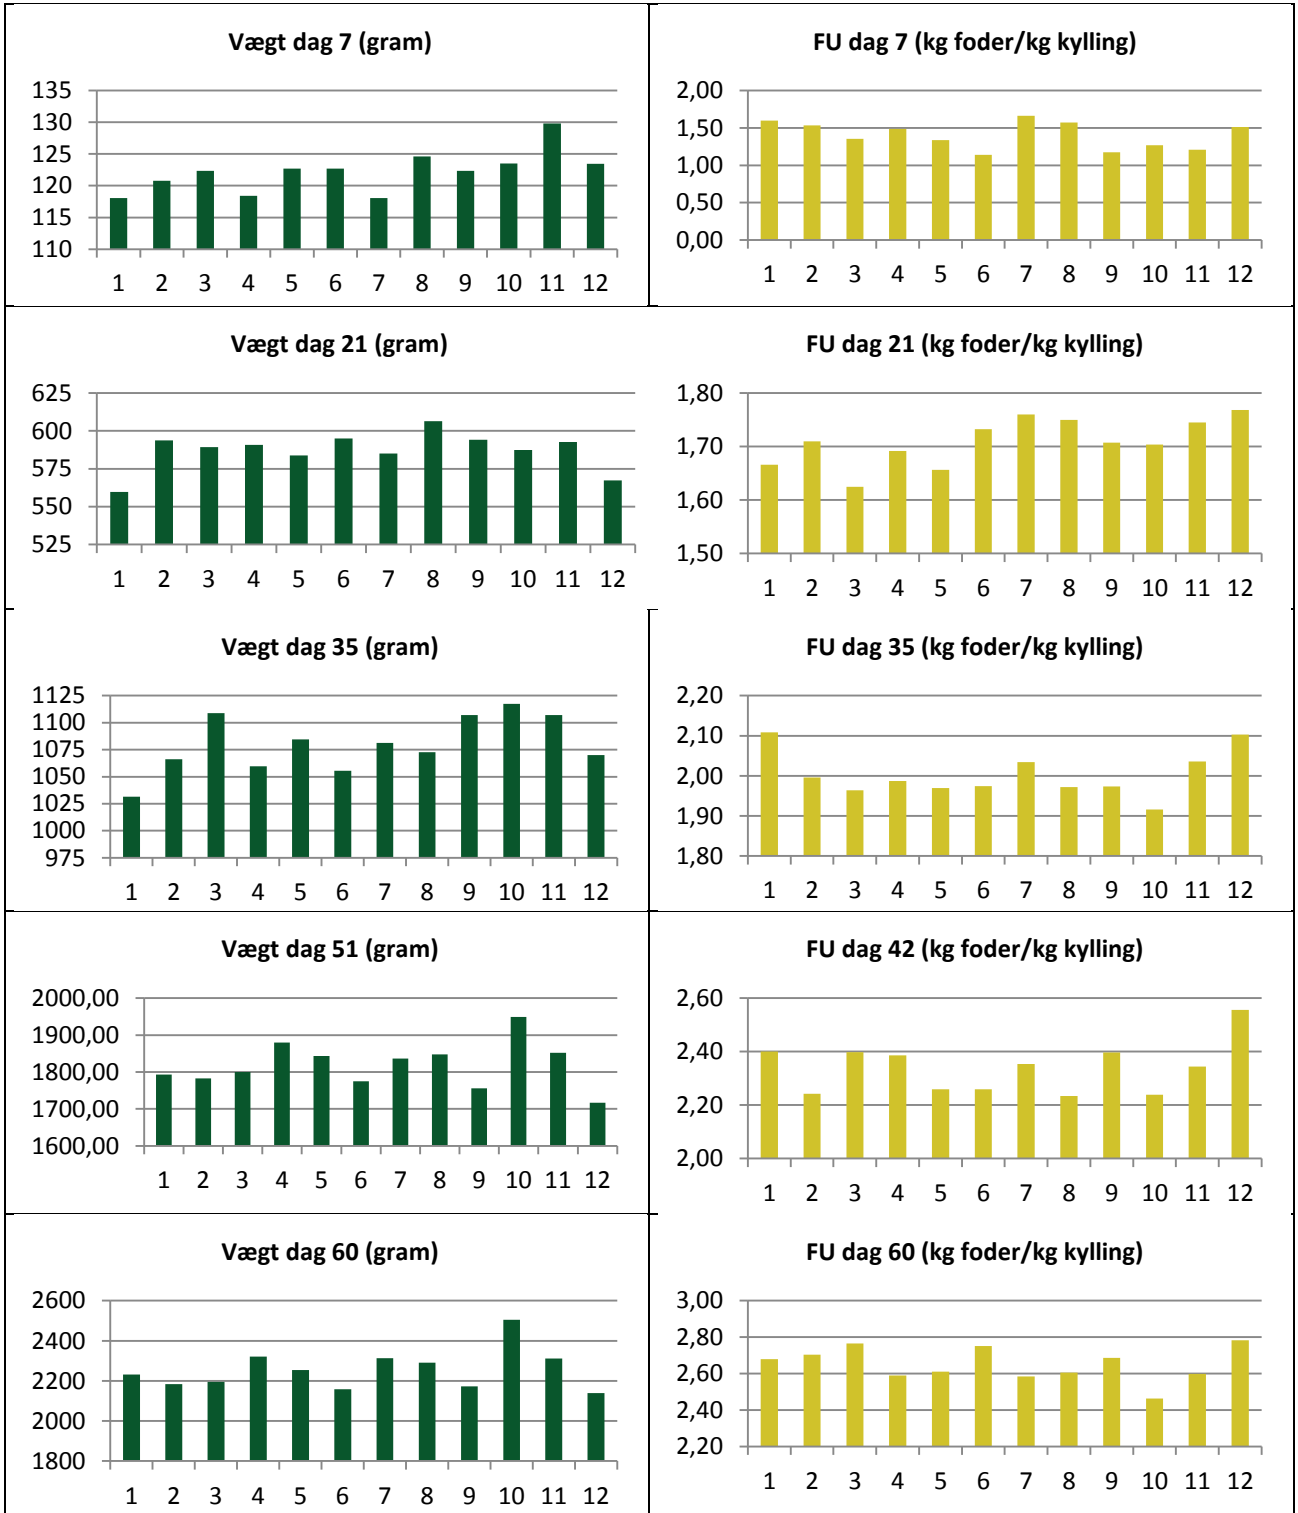 Vægt dag 7 (gram)
135
130
125
120
115
110
1 2 3 4 5 6 7 8 9 10 11 12
FU dag 7 (kg foder/kg kylling)
2,00
1,50
1,00
0,50
0,00
1 2 3 4 5 6 7 8 9 10 11 12
Vægt dag 21 (gram)
625
600
575
550
525
1 2 3 4 5 6 7 8 9 10 11 12
FU dag 21 (kg foder/kg kylling)
1,80
1,70
1,60
1,50
1 2 3 4 5 6 7 8 9 10 11 12
Vægt dag 35 (gram)
1125
1100
1075
1050
1025
1000
975
1 2 3 4 5 6 7 8 9 10 11 12
FU dag 35 (kg foder/kg kylling)
2,20
2,10
2,00
1,90
1,80
1 2 3 4 5 6 7 8 9 10 11 12
Vægt dag 51 (gram)
2000,00
1900,00
1800,00
1700,00
1600,00
1 2 3 4 5 6 7 8 9 10 11 12
FU dag 42 (kg foder/kg kylling)
2,60
2,40
2,20
2,00
1 2 3 4 5 6 7 8 9 10 11 12
Vægt dag 60 (gram)
2600
2400
2200
2000
1800
1 2 3 4 5 6 7 8 9 10 11 12
FU dag 60 (kg foder/kg kylling)
3,00
2,80
2,60
2,40
2,20
1 2 3 4 5 6 7 8 9 10 11 12